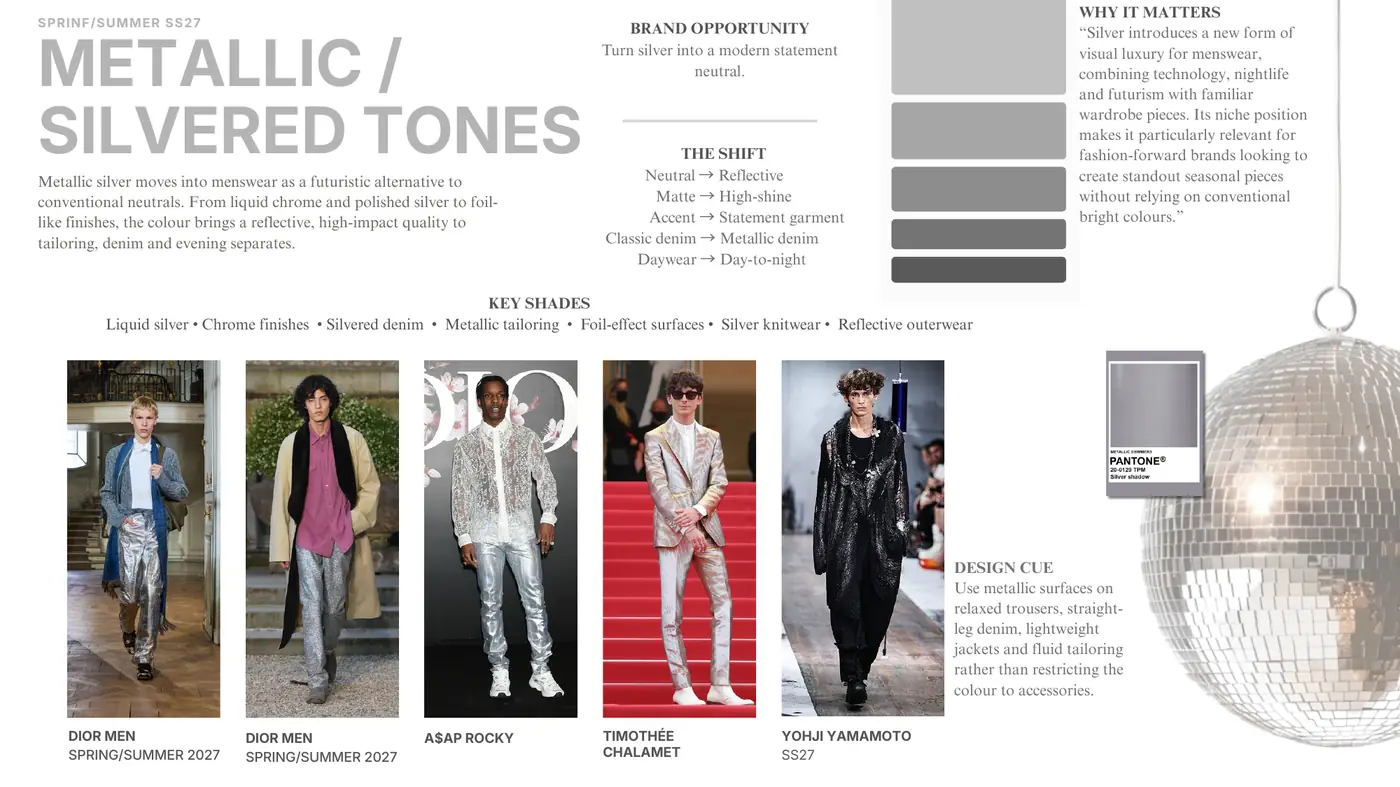 SPRINF/SUMMER SS27
METALLIC /
SILVERED TONES
Metallic silver moves into menswear as a futuristic alternative to
conventional neutrals. From liquid chrome and polished silver to foil-
like finishes, the colour brings a reflective, high-impact quality to
tailoring, denim and evening separates.
BRAND OPPORTUNITY
Turn silver into a modern statement
neutral.
THE SHIFT
Neutral → Reflective
Matte → High-shine
Accent → Statement garment
Classic denim → Metallic denim
Daywear → Day-to-night
WHY IT MATTERS
“Silver introduces a new form of
visual luxury for menswear,
combining technology, nightlife
and futurism with familiar
wardrobe pieces. Its niche position
makes it particularly relevant for
fashion-forward brands looking to
create standout seasonal pieces
without relying on conventional
bright colours.”
KEY SHADES
Liquid silver • Chrome finishes • Silvered denim • Metallic tailoring • Foil-effect surfaces • Silver knitwear • Reflective outerwear
DIO
METALLIC SHIMMERS
PANTONE®
20-0123 TPM
Silver shadow
DESIGN CUE
Use metallic surfaces on
relaxed trousers, straight-
leg denim, lightweight
jackets and fluid tailoring
rather than restricting the
colour to accessories.
DIOR MEN
SPRING/SUMMER 2027
DIOR MEN
SPRING/SUMMER 2027
A$AP ROCKY
TIMOTHÉE
CHALAMET
YOHJI YAMAMOTO
SS27